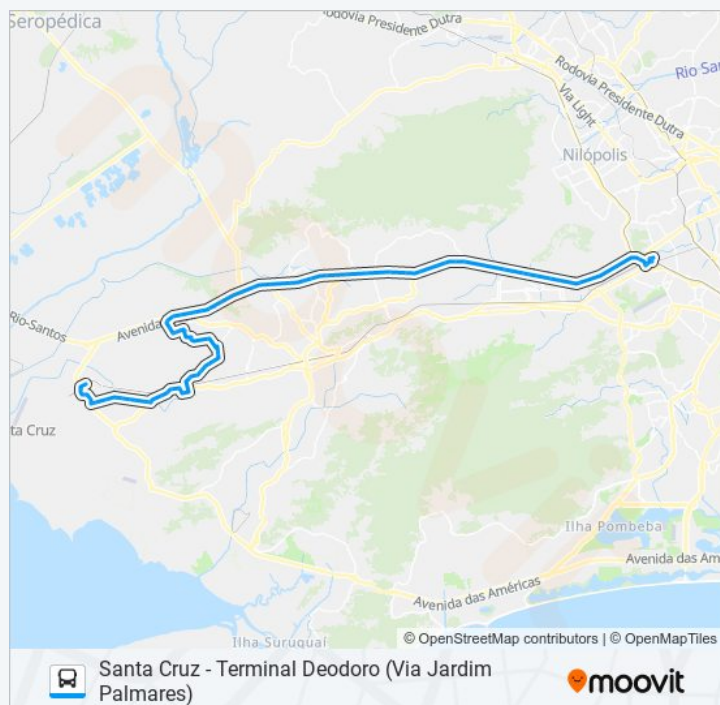 Seropédica
Rodovia Presidente Dutra
Rodovia Presidente Dutra
Rio Sar
Via Light
Nilópolis
Rio-Santos
Avenida
ta Cruz
Ilha Pombeba
Avenida das Am
Avenida das Américas
Ilha Suruquaí
© OpenStreetMap contributors | © OpenMapTiles
Santa Cruz - Terminal Deodoro (Via Jardim
Palmares)
moovit